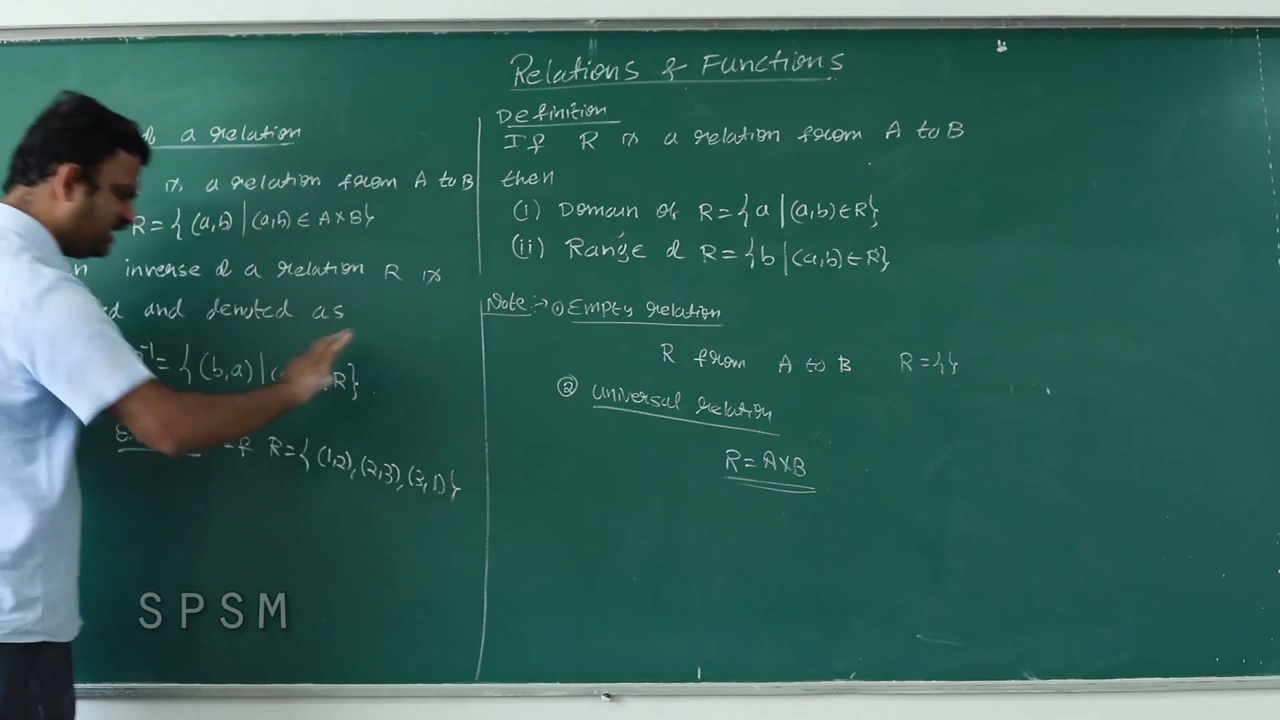 Relations & Functions
a relation
is a relation from A to B
R = { (a,b) | (a,b) ∈ A×B}
inverse of a relation R is
and denoted as
⁻¹ = { (b,a) | R}
If R = { (1,2), (2,3), (3,1)}
Definition
If R is a relation from A to B
then
(i) Domain of R = {a | (a,b) ∈ R}
(ii) Range of R = {b | (a,b) ∈ R}
Note :→ ① Empty relation
R from A to B R = { }
② universal relation
R = A×B
SPSM